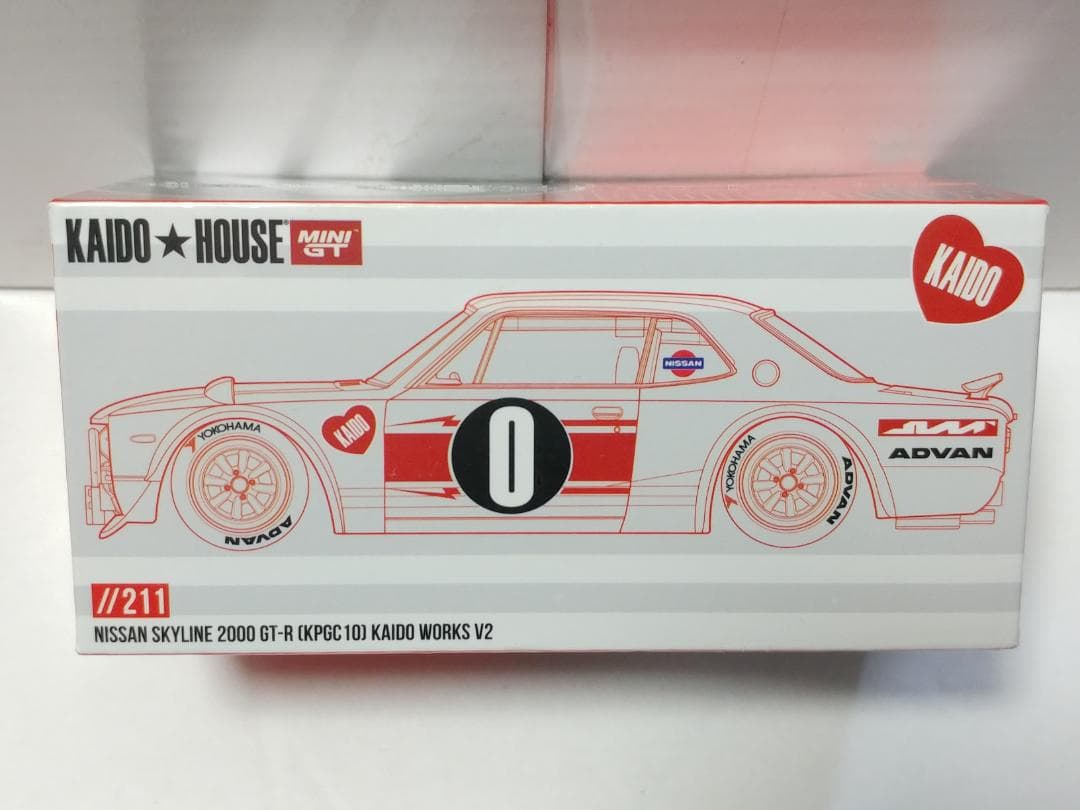 KAIDO★HOUSE® MINI GT
KAIDO
NISSAN
YOKOHAMA
ADVAN
KAIDO
0
YOKOHAMA
ADVAN
ADVAN
//211
NISSAN SKYLINE 2000 GT-R (KPGC10) KAIDO WORKS V2